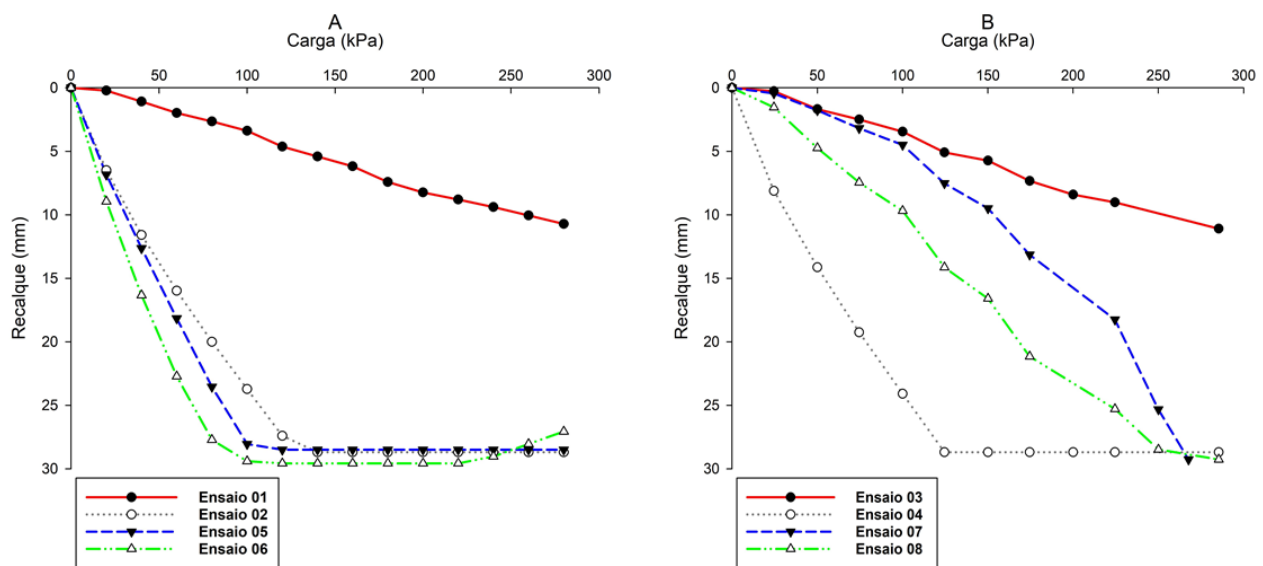 A
Carga (kPa)
0 50 100 150 200 250 300
0
5
10
15
20
25
30
Recalque (mm)
Ensaio 01
Ensaio 02
Ensaio 05
Ensaio 06
B
Carga (kPa)
0 50 100 150 200 250 300
0
5
10
15
20
25
30
Recalque (mm)
Ensaio 03
Ensaio 04
Ensaio 07
Ensaio 08